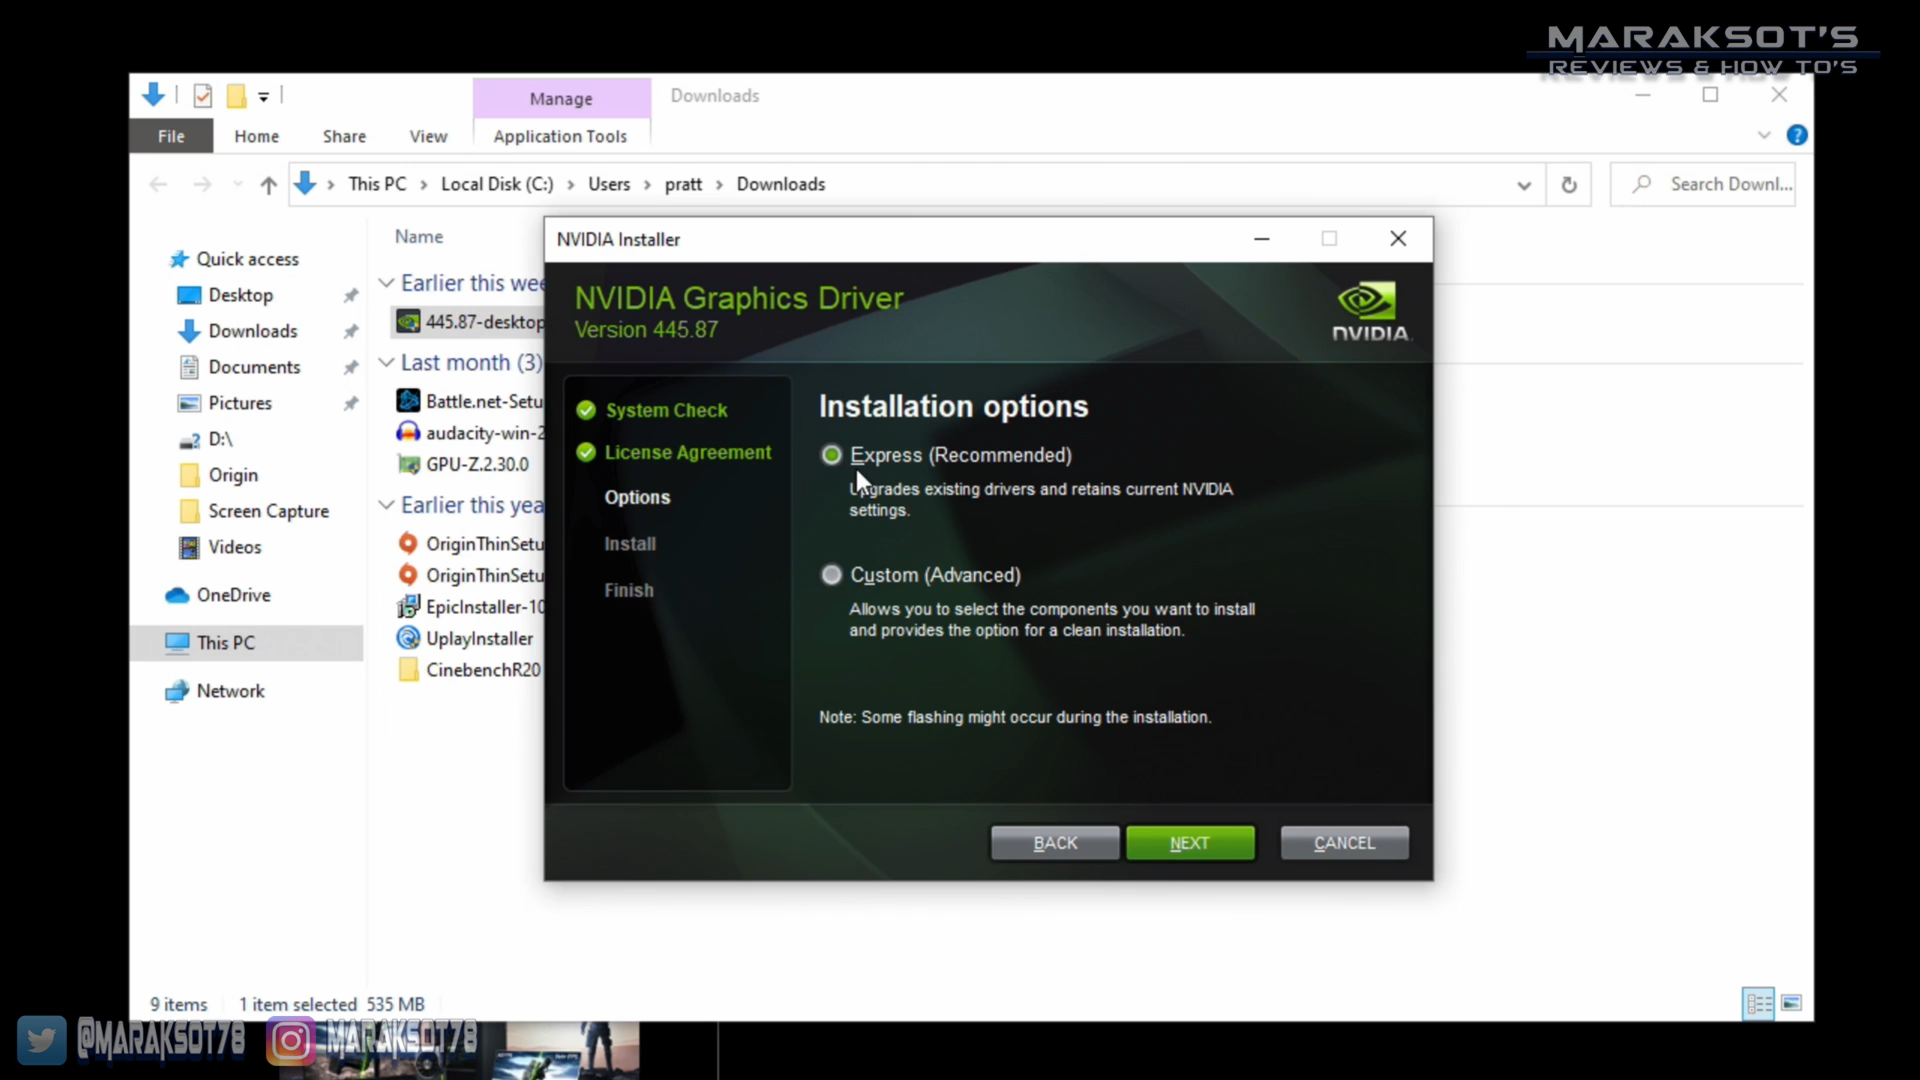 MARAKSOT'S
REVIEWS & HOW TO'S
Manage
Downloads
File
Home
Share
View
Application Tools
This PC
Local Disk (C:)
Users
pratt
Downloads
Search Downl...
Name
Quick access
Desktop
Downloads
Documents
Pictures
D:\
Origin
Screen Capture
Videos
OneDrive
This PC
Network
Earlier this wee
445.87-desktop
Last month (3)
Battle.net-Setu
audacity-win-2
GPU-Z.2.30.0
Earlier this yea
OriginThinSetu
OriginThinSetu
EpicInstaller-10
UplayInstaller
CinebenchR20
NVIDIA Installer
NVIDIA Graphics Driver
Version 445.87
NVIDIA
System Check
License Agreement
Options
Install
Finish
Installation options
Express (Recommended)
Upgrades existing drivers and retains current NVIDIA
settings.
Custom (Advanced)
Allows you to select the components you want to install
and provides the option for a clean installation.
Note: Some flashing might occur during the installation.
BACK
NEXT
CANCEL
9 items
1 item selected 535 MB
@MARAKSOT78
MARAKSOT78